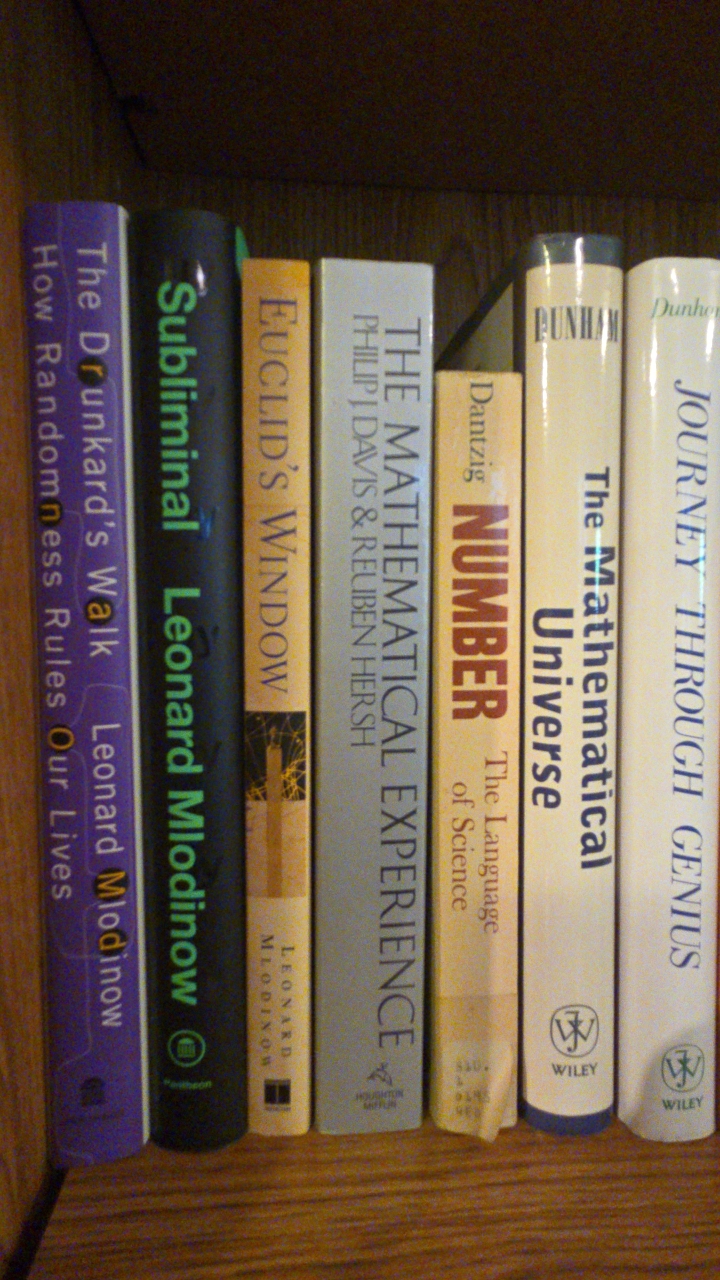 The Drunkard's Walk Leonard Mlodinow
How Randomness Rules Our Lives
Subliminal Leonard Mlodinow
Pantheon
EUCLID'S WINDOW
LEONARD
MLODINOW
THE MATHEMATICAL EXPERIENCE
PHILIP J. DAVIS & REUBEN HERSH
HOUGHTON
MIFFLIN
Dantzig
NUMBER
The Language
of Science
DUNHAM
The Mathematical
Universe
WILEY
JOURNEY THROUGH GENIUS
WILEY